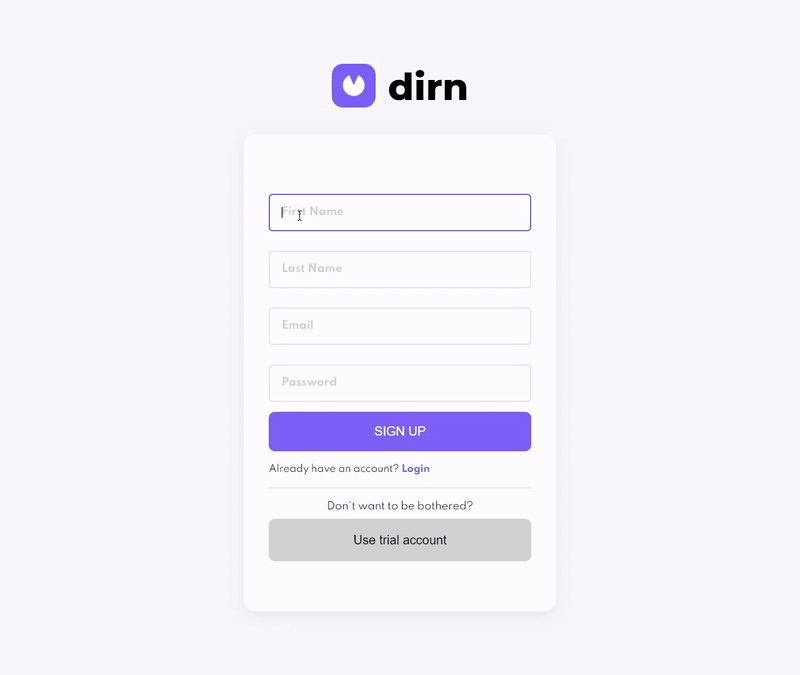 dirn
First Name
Last Name
Email
Password
SIGN UP
Already have an account? Login
Don't want to be bothered?
Use trial account